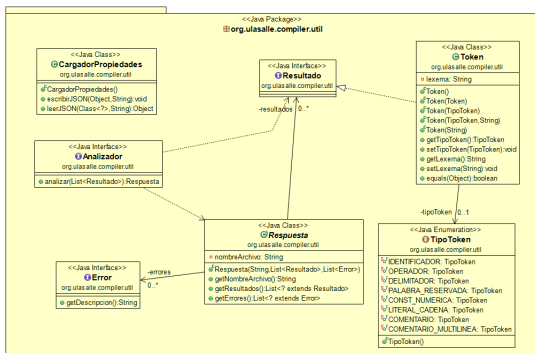 <<Java Package>>
org.ulasalle.compiler.util
<<Java Class>>
CargadorPropiedades
org.ulasalle.compiler.util
CargadorPropiedades()
escribirJSON(Object,String):void
leerJSON(Class<?>,String):Object
<<Java Interface>>
Resultado
org.ulasalle.compiler.util
<<Java Class>>
Token
org.ulasalle.compiler.util
lexema: String
Token()
Token(Token)
Token(TipoToken)
Token(TipoToken,String)
Token(String)
getTipoToken():TipoToken
setTipoToken(TipoToken):void
getLexema():String
setLexema(String):void
equals(Object):boolean
-resultados
0..*
<<Java Interface>>
Analizador
org.ulasalle.compiler.util
analizar(List<Resultado>):Respuesta
<<Java Class>>
Respuesta
org.ulasalle.compiler.util
nombreArchivo: String
Respuesta(String,List<Resultado>,List<Error>)
getNombreArchivo():String
getResultados():List<? extends Resultado>
getErrores():List<? extends Error>
-errores
0..*
<<Java Interface>>
Error
org.ulasalle.compiler.util
getDescripcion():String
-tipoToken
0..1
<<Java Enumeration>>
TipoToken
org.ulasalle.compiler.util
IDENTIFICADOR: TipoToken
OPERADOR: TipoToken
DELIMITADOR: TipoToken
PALABRA_RESERVADA: TipoToken
CONST_NUMERICA: TipoToken
LITERAL_CADENA: TipoToken
COMENTARIO: TipoToken
COMENTARIO_MULTILINEA: TipoToken
TipoToken()